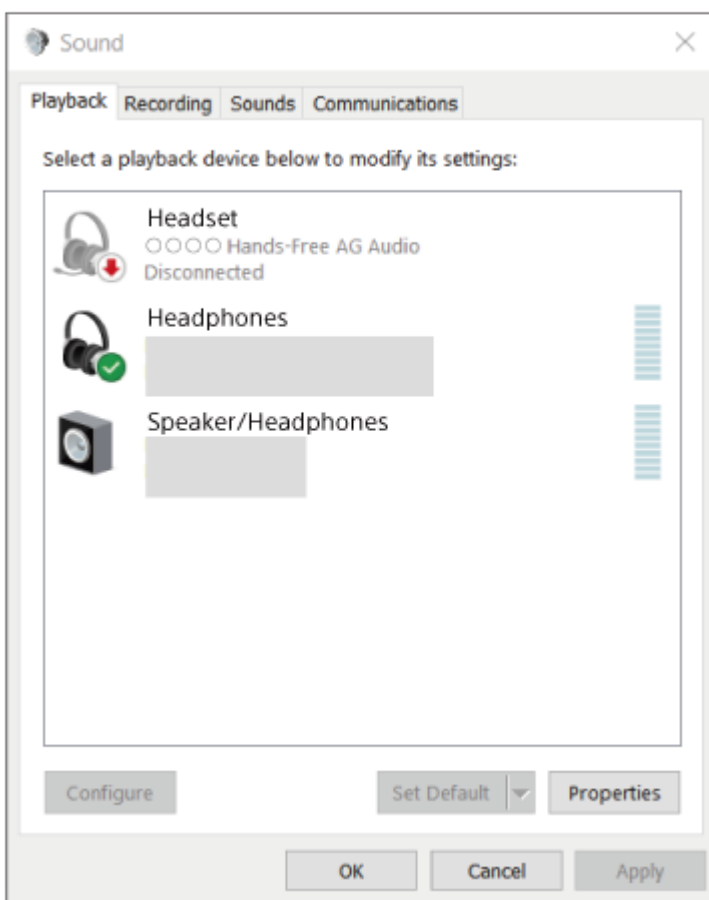 Sound
Playback Recording Sounds Communications
Select a playback device below to modify its settings:
Headset
○○○○ Hands-Free AG Audio
Disconnected
Headphones
Speaker/Headphones
Configure Set Default Properties
OK Cancel Apply